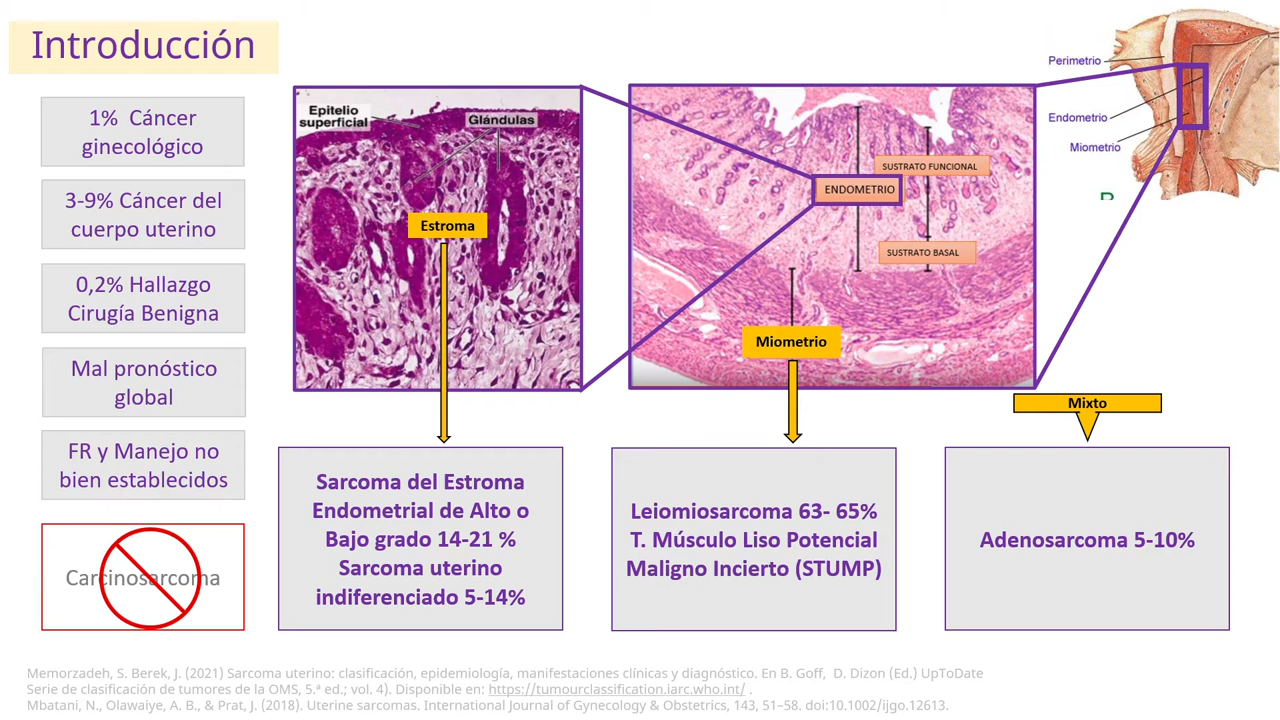 Introducción
1% Cáncer
ginecológico
3-9% Cáncer del
cuerpo uterino
0,2% Hallazgo
Cirugía Benigna
Mal pronóstico
global
FR y Manejo no
bien establecidos
Carcinosarcoma
Epitelio
superficial
Glándulas
Estroma
SUSTRATO FUNCIONAL
ENDOMETRIO
SUSTRATO BASAL
Miometrio
Perimetrio
Endometrio
Miometrio
Mixto
Sarcoma del Estroma
Endometrial de Alto o
Bajo grado 14-21 %
Sarcoma uterino
indiferenciado 5-14%
Leiomiosarcoma 63- 65%
T. Músculo Liso Potencial
Maligno Incierto (STUMP)
Adenosarcoma 5-10%
Memorzadeh, S. Berek, J. (2021) Sarcoma uterino: clasificación, epidemiología, manifestaciones clínicas y diagnóstico. En B. Goff, D. Dizon (Ed.) UpToDate
Serie de clasificación de tumores de la OMS, 5.ª ed.; vol. 4). Disponible en: https://tumourclassification.iarc.who.int/ .
Mbatani, N., Olawaiye, A. B., & Prat, J. (2018). Uterine sarcomas. International Journal of Gynecology & Obstetrics, 143, 51–58. doi:10.1002/ijgo.12613.